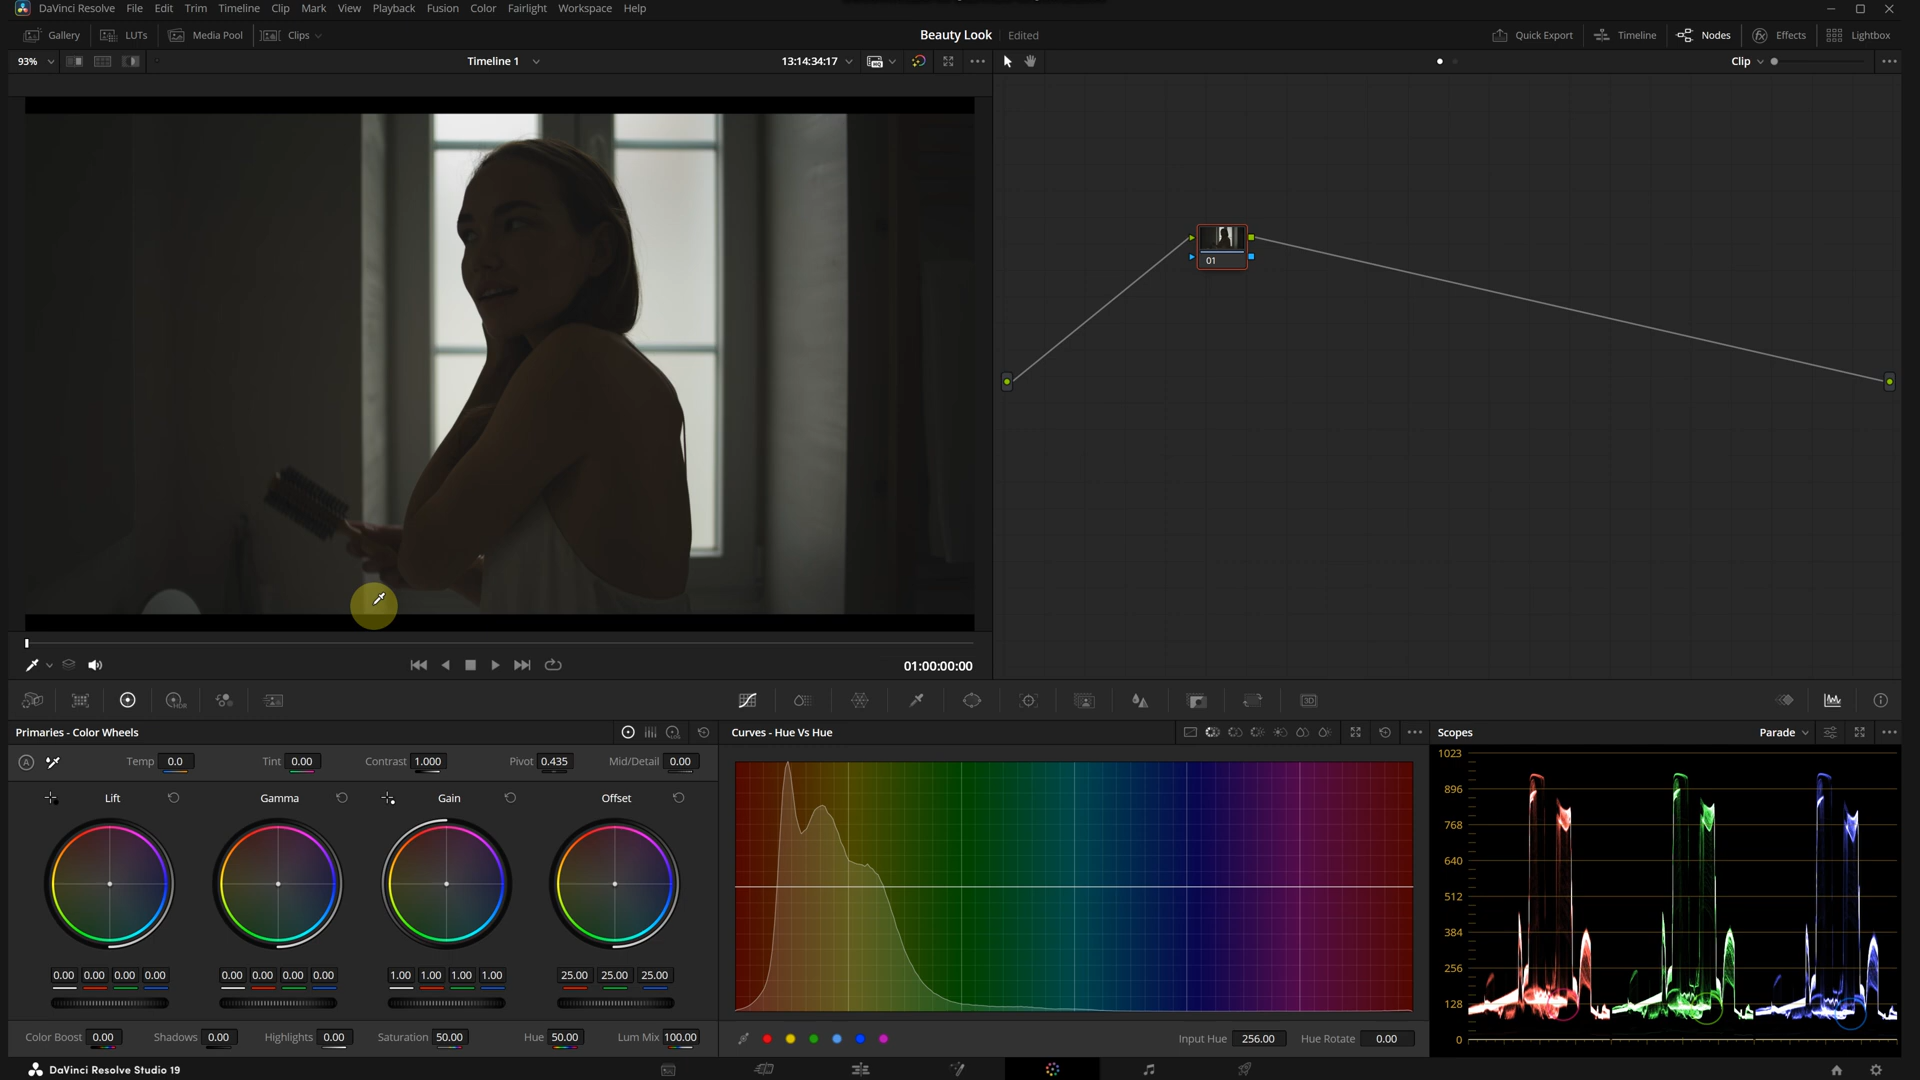 DaVinci Resolve File Edit Trim Timeline Clip Mark View Playback Fusion Color Fairlight Workspace Help
Gallery LUTs Media Pool Clips Beauty Look Edited Quick Export Timeline Nodes Effects Lightbox
93% Timeline 1 13:14:34:17 Clip
01
01:00:00:00
Primaries - Color Wheels Curves - Hue Vs Hue Scopes Parade
Temp 0.0 Tint 0.00 Contrast 1.000 Pivot 0.435 Mid/Detail 0.00
Lift Gamma Gain Offset
0.00 0.00 0.00 0.00 0.00 0.00 0.00 0.00 1.00 1.00 1.00 1.00 25.00 25.00 25.00
Color Boost 0.00 Shadows 0.00 Highlights 0.00 Saturation 50.00 Hue 50.00 Lum Mix 100.00
Input Hue 256.00 Hue Rotate 0.00
1023
896
768
640
512
384
256
128
0
DaVinci Resolve Studio 19